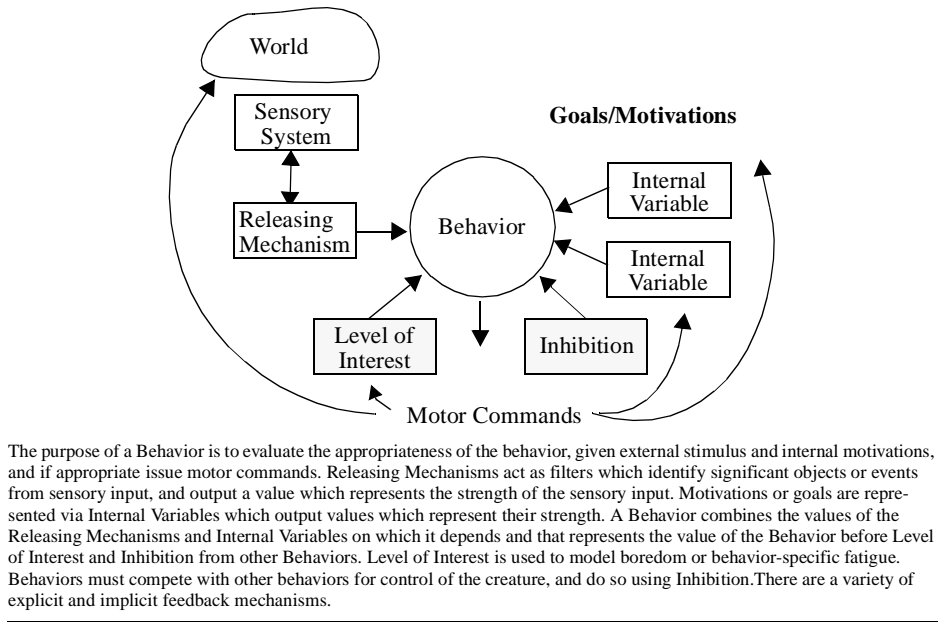 World
Sensory
System
Goals/Motivations
Internal
Variable
Releasing
Mechanism
Behavior
Internal
Variable
Level of
Interest
Inhibition
Motor Commands
The purpose of a Behavior is to evaluate the appropriateness of the behavior, given external stimulus and internal motivations,
and if appropriate issue motor commands. Releasing Mechanisms act as filters which identify significant objects or events
from sensory input, and output a value which represents the strength of the sensory input. Motivations or goals are repre-
sented via Internal Variables which output values which represent their strength. A Behavior combines the values of the
Releasing Mechanisms and Internal Variables on which it depends and that represents the value of the Behavior before Level
of Interest and Inhibition from other Behaviors. Level of Interest is used to model boredom or behavior-specific fatigue.
Behaviors must compete with other behaviors for control of the creature, and do so using Inhibition.There are a variety of
explicit and implicit feedback mechanisms.